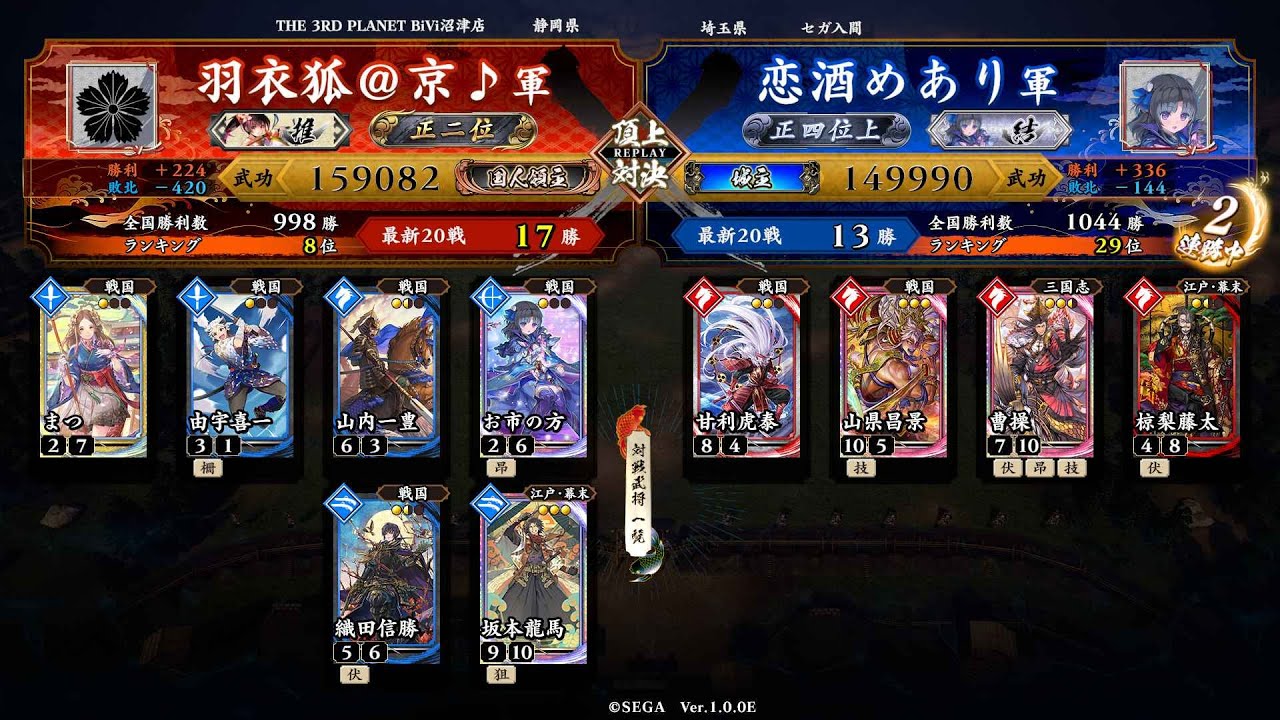 THE 3RD PLANET BiVi沼津店 静岡県
埼玉県 セガ入間
羽衣狐@京♪軍
恋酒めあり軍
推 正二位
正四位上 結
頂上
REPLAY
対決
勝利 +224
敗北 -420
武功 159082 国人領主
城主 149990 武功
勝利 +336
敗北 -144
全国勝利数 998勝
ランキング 8位
最新20戦 17勝
最新20戦 13勝
全国勝利数 1044勝
ランキング 29位
2
連勝中
戦国
まつ
2 7
戦国
由宇喜一
3 1
柵
戦国
山内一豊
6 3
戦国
お市の方
2 6
昂
戦国
甘利虎泰
8 4
戦国
山県昌景
10 5
技
三国志
曹操
7 10
伏 昂 技
江戸・幕末
椋梨藤太
4 8
伏
対戦武将一覧
戦国
織田信勝
5 6
伏
江戸・幕末
坂本龍馬
9 10
狙
©SEGA Ver.1.0.0E